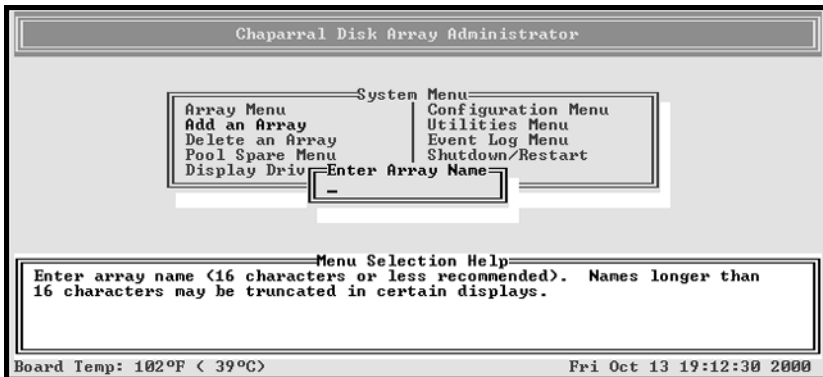 Chaparral Disk Array Administrator
System Menu
Array Menu
Add an Array
Delete an Array
Pool Spare Menu
Display Driv
Configuration Menu
Utilities Menu
Event Log Menu
Shutdown/Restart
Enter Array Name
Menu Selection Help
Enter array name (16 characters or less recommended). Names longer than
16 characters may be truncated in certain displays.
Board Temp: 102ºF ( 39ºC)
Fri Oct 13 19:12:30 2000